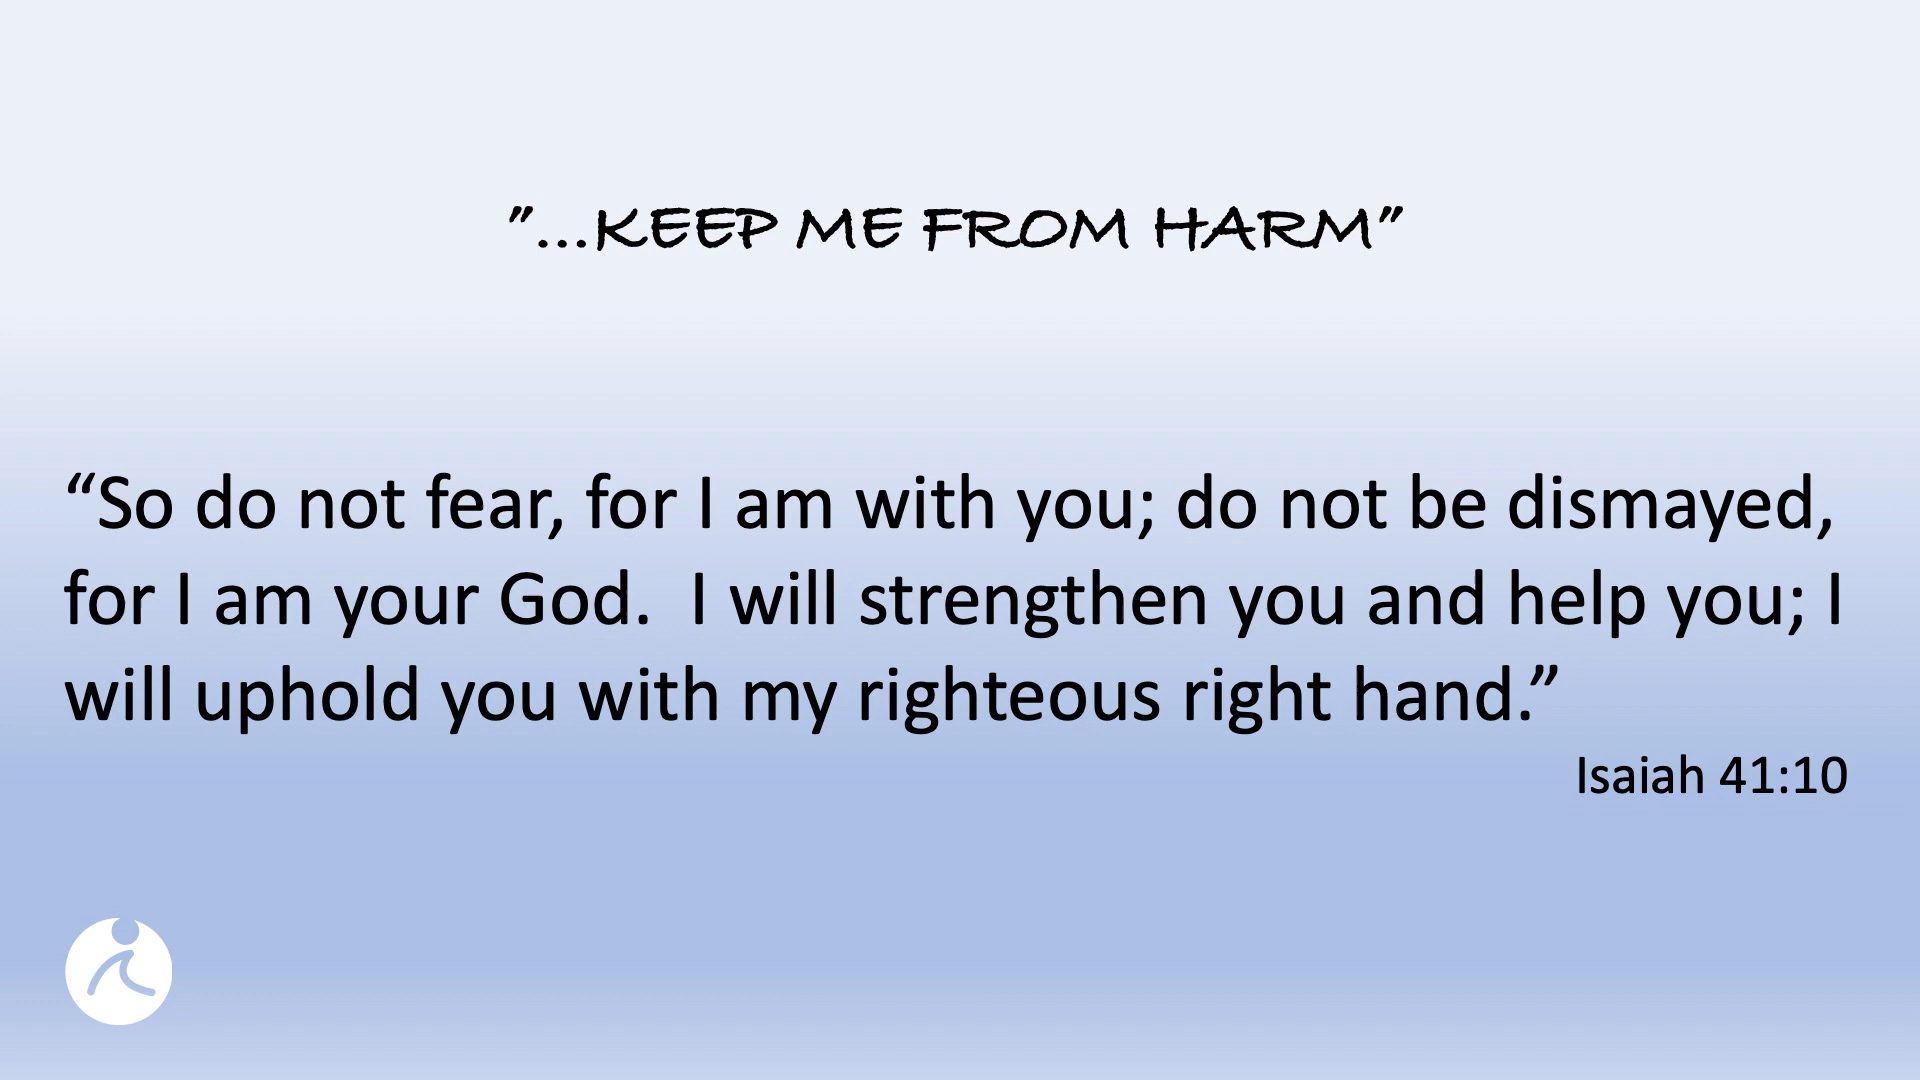 ”...KEEP ME FROM HARM”
“So do not fear, for I am with you; do not be dismayed,
for I am your God.  I will strengthen you and help you; I
will uphold you with my righteous right hand.”
Isaiah 41:10